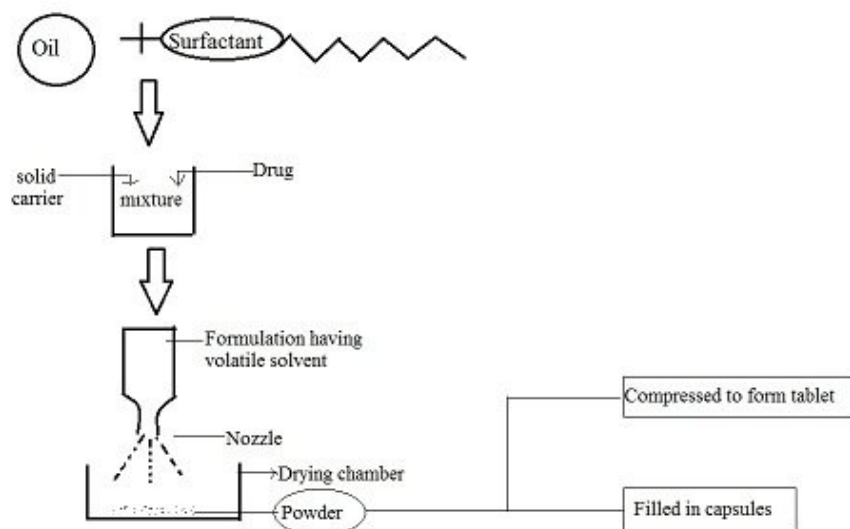 Oil
Surfactant
solid
carrier
Drug
mixture
Formulation having
volatile solvent
Compressed to form tablet
Nozzle
Drying chamber
Powder
Filled in capsules